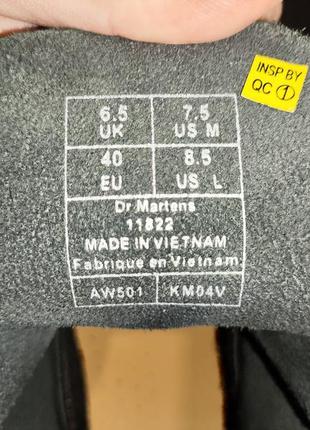 INSP BY
QC 1
6.5 7.5
UK US M
40 8.5
EU US L
Dr Martens
11822
MADE IN VIETNAM
Fabrique en Vietnam
AW501 KM04V